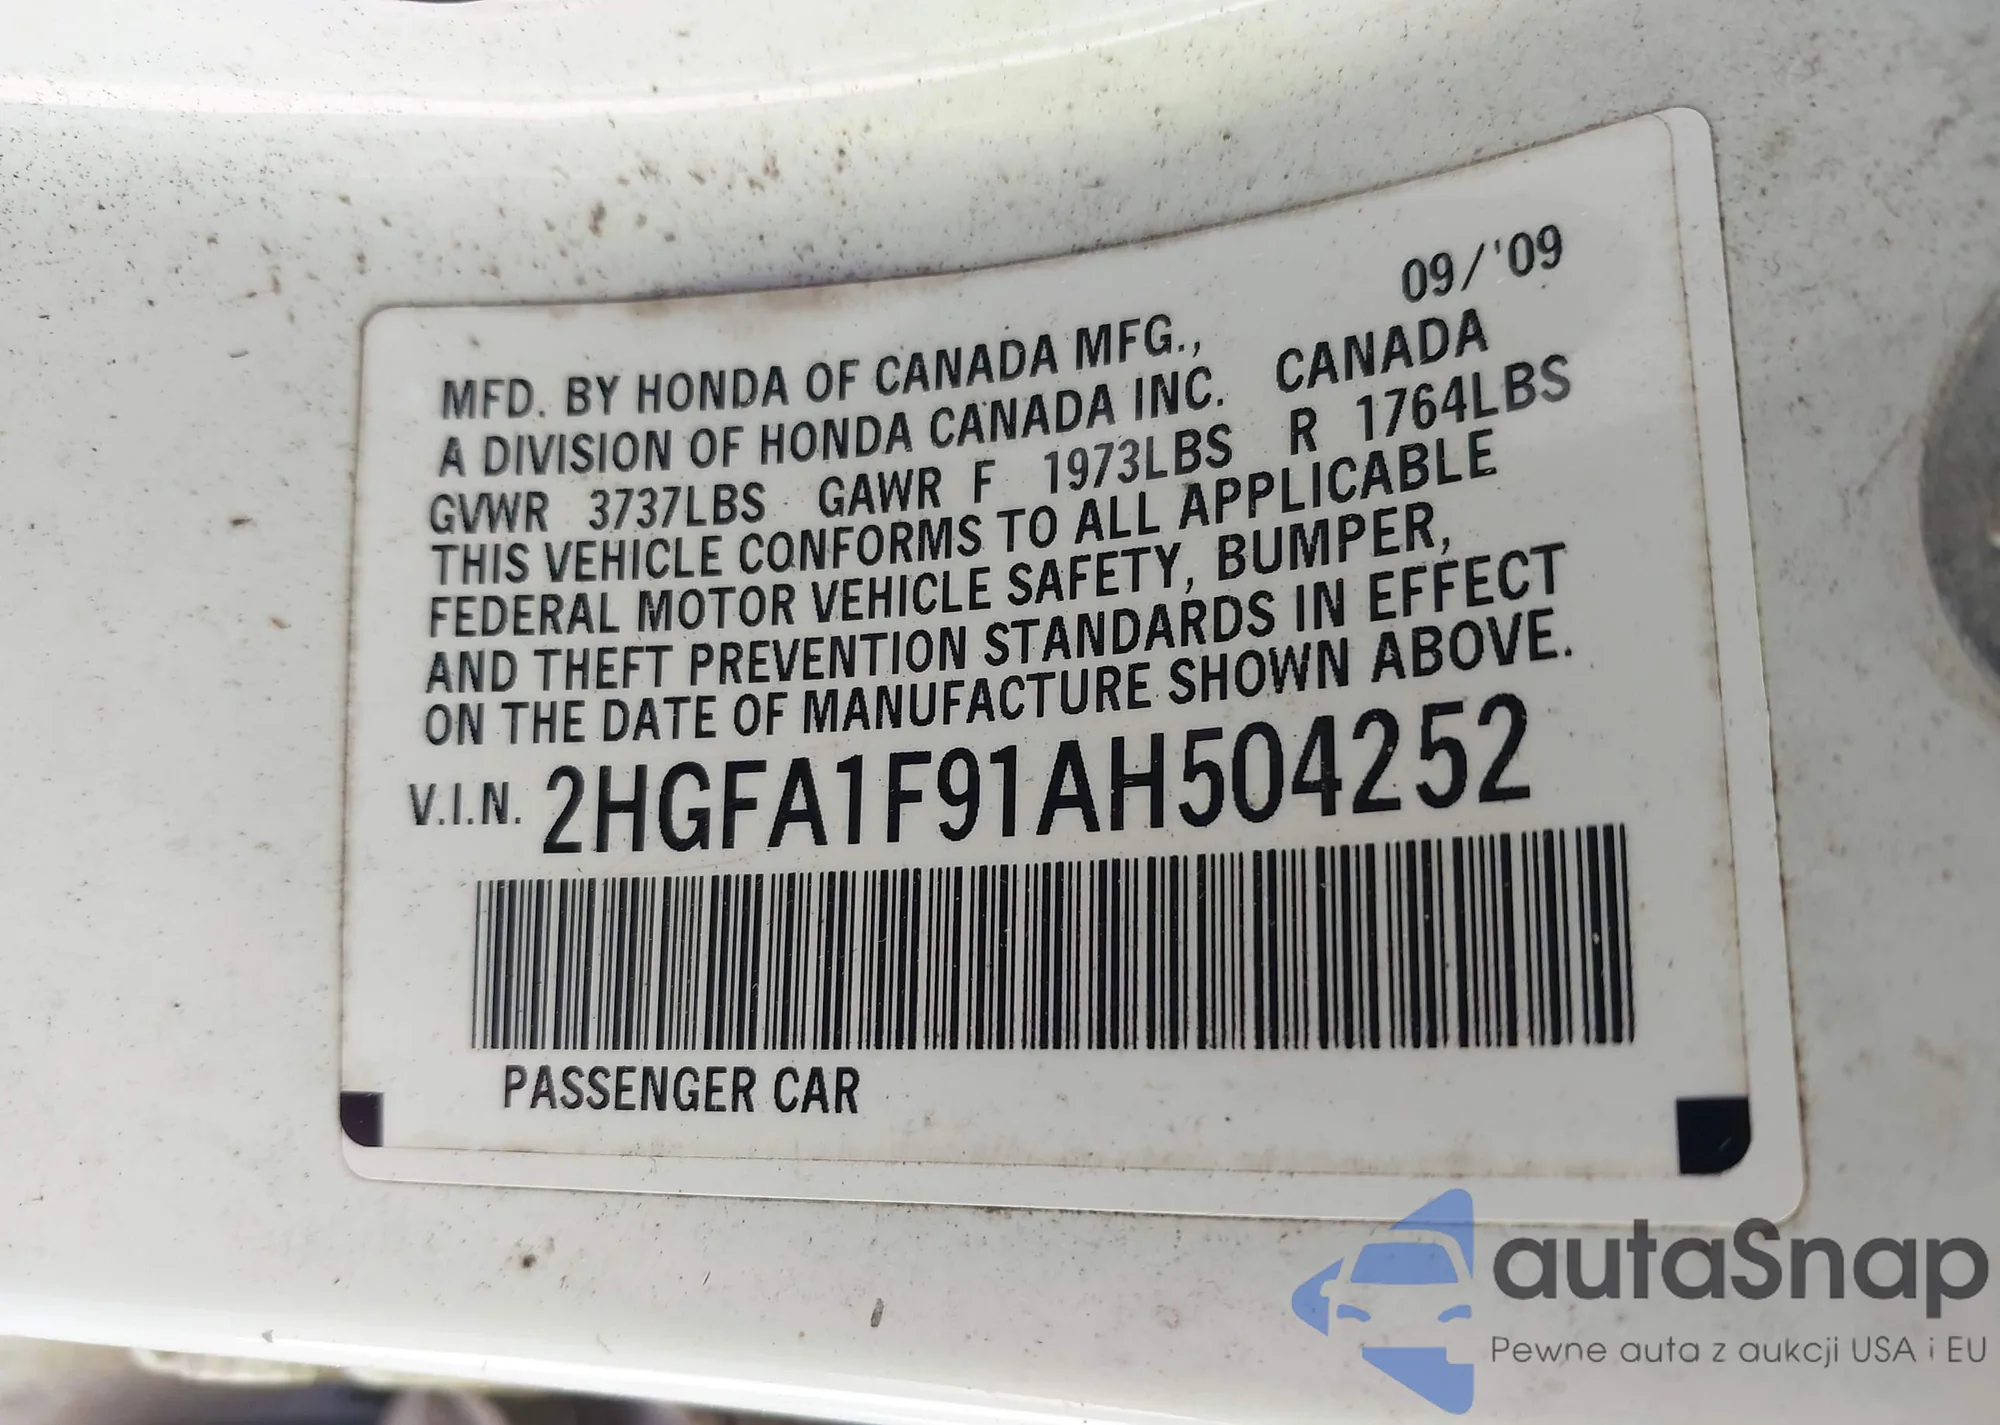 09/'09
MFD. BY HONDA OF CANADA MFG.,
A DIVISION OF HONDA CANADA INC. CANADA
GVWR 3737LBS GAWR F 1973LBS R 1764LBS
THIS VEHICLE CONFORMS TO ALL APPLICABLE
FEDERAL MOTOR VEHICLE SAFETY, BUMPER,
AND THEFT PREVENTION STANDARDS IN EFFECT
ON THE DATE OF MANUFACTURE SHOWN ABOVE.
V.I.N. 2HGFA1F91AH504252
PASSENGER CAR
autaSnap
Pewne auta z aukcji USA i EU